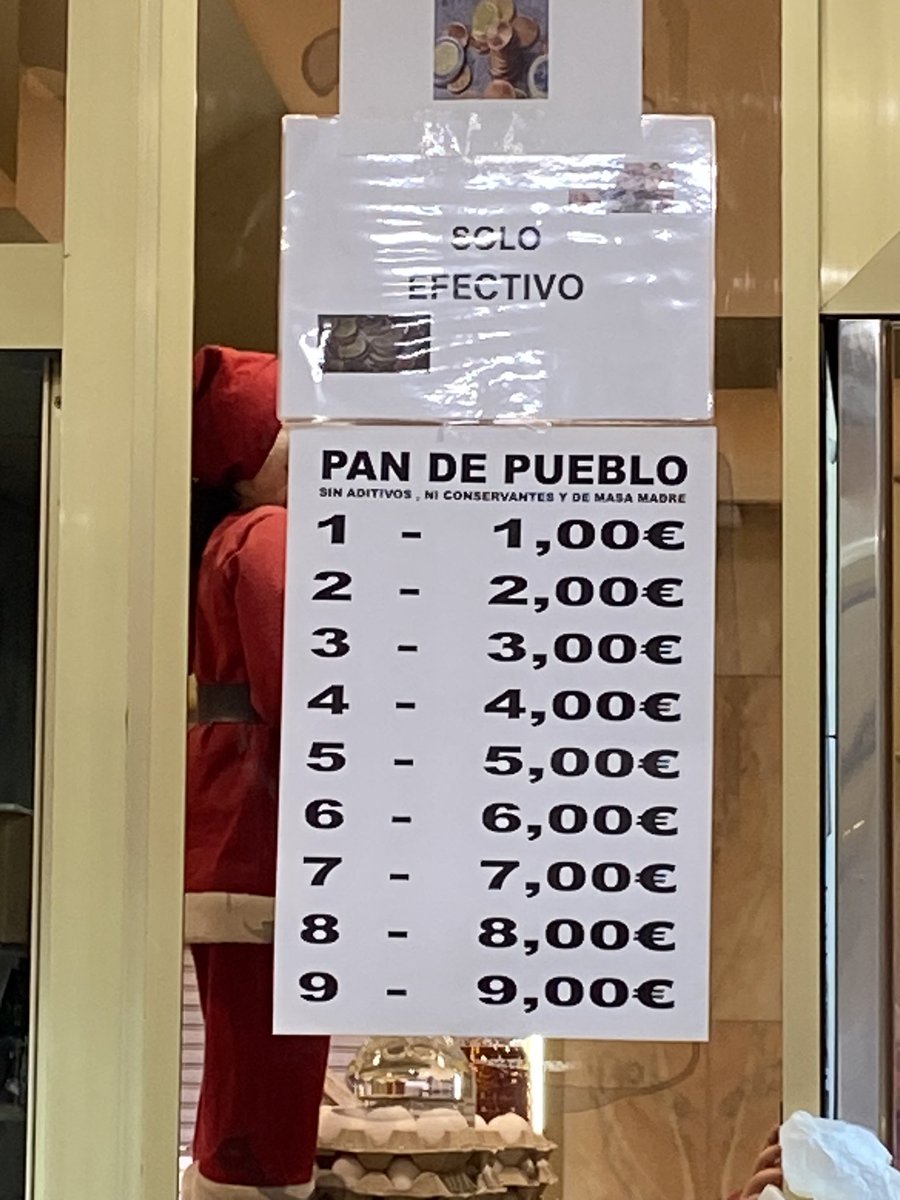 SOLO
EFECTIVO
PAN DE PUEBLO
SIN ADITIVOS , NI CONSERVANTES Y DE MASA MADRE
1 - 1,00€
2 - 2,00€
3 - 3,00€
4 - 4,00€
5 - 5,00€
6 - 6,00€
7 - 7,00€
8 - 8,00€
9 - 9,00€